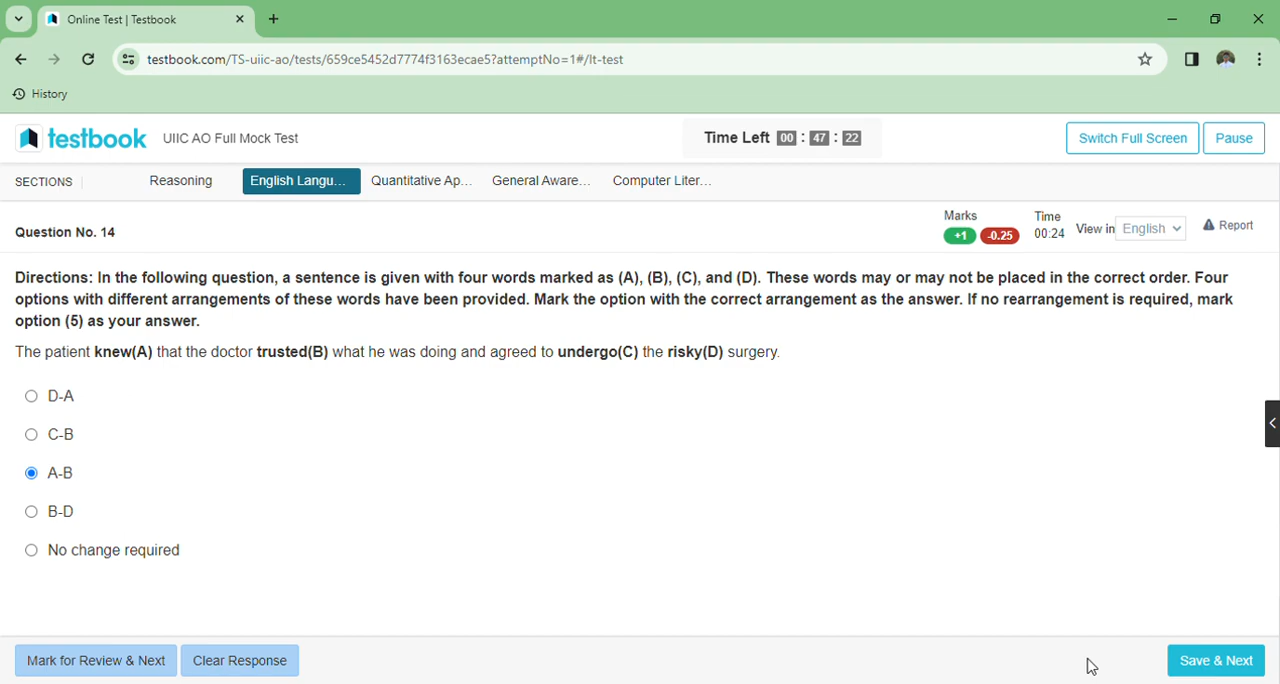 Online Test | Testbook
testbook.com/TS-uiic-ao/tests/659ce5452d7774f3163ecae5?attemptNo=1#/lt-test
History
testbook UIIC AO Full Mock Test Time Left 00 : 47 : 22 Switch Full Screen Pause
SECTIONS Reasoning English Langu... Quantitative Ap... General Aware... Computer Liter...
Question No. 14 Marks +1 -0.25 Time 00:24 View in English Report
Directions: In the following question, a sentence is given with four words marked as (A), (B), (C), and (D). These words may or may not be placed in the correct order. Four
options with different arrangements of these words have been provided. Mark the option with the correct arrangement as the answer. If no rearrangement is required, mark
option (5) as your answer.
The patient knew(A) that the doctor trusted(B) what he was doing and agreed to undergo(C) the risky(D) surgery.
D-A
C-B
A-B
B-D
No change required
Mark for Review & Next Clear Response Save & Next